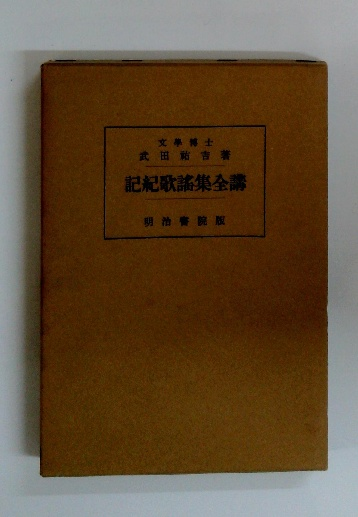 文學博士
武田祐吉著
記紀歌謠集全講
明治書院版